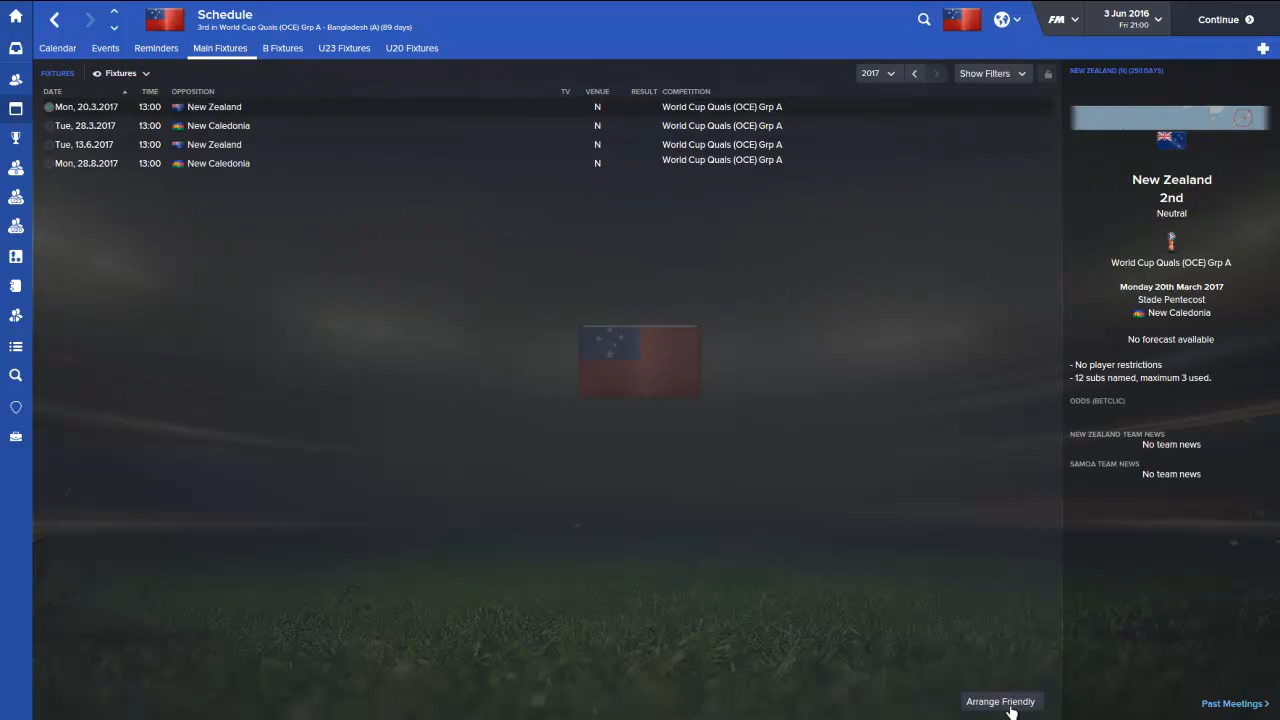 Schedule
3rd in World Cup Quals (OCE) Grp A - Bangladesh (A) (89 days)
FM
3 Jun 2016
Fri 21:00
Continue
Calendar Events Reminders Main Fixtures B Fixtures U23 Fixtures U20 Fixtures
FIXTURES Fixtures 2017 Show Filters
DATE TIME OPPOSITION TV VENUE RESULT COMPETITION
Mon, 20.3.2017 13:00 New Zealand N World Cup Quals (OCE) Grp A
Tue, 28.3.2017 13:00 New Caledonia N World Cup Quals (OCE) Grp A
Tue, 13.6.2017 13:00 New Zealand N World Cup Quals (OCE) Grp A
Mon, 28.8.2017 13:00 New Caledonia N World Cup Quals (OCE) Grp A
NEW ZEALAND (N) (290 DAYS)
New Zealand
2nd
Neutral
World Cup Quals (OCE) Grp A
Monday 20th March 2017
Stade Pentecost
New Caledonia
No forecast available
- No player restrictions
- 12 subs named, maximum 3 used.
ODDS (BETCLIC)
NEW ZEALAND TEAM NEWS
No team news
SAMOA TEAM NEWS
No team news
Arrange Friendly
Past Meetings >